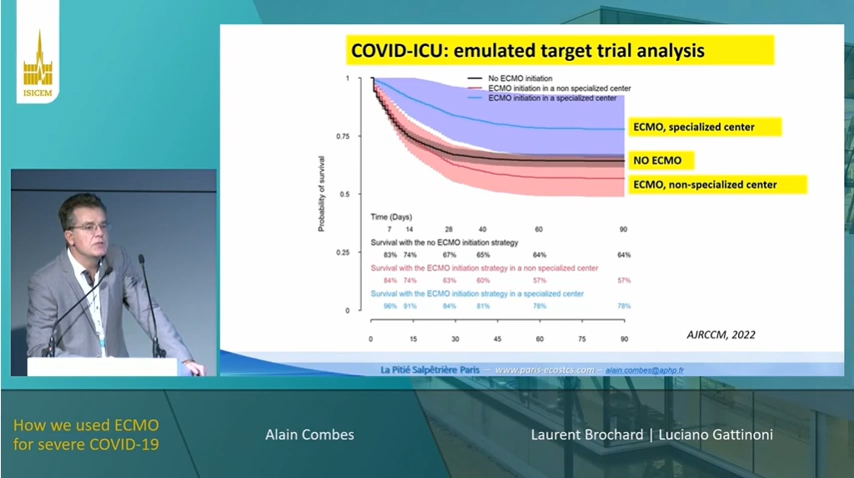 ISICEM
COVID-ICU: emulated target trial analysis
No ECMO initiation
ECMO initiation in a non specialized center
ECMO initiation in a specialized center
1
0.75
0.5
0.25
0
Probability of survival
ECMO, specialized center
NO ECMO
ECMO, non-specialized center
Time (Days)
7 14 28 40 60 90
Survival with the no ECMO initiation strategy
83% 74% 67% 65% 64% 64%
Survival with the ECMO initiation strategy in a non specialized center
84% 74% 63% 60% 57% 57%
Survival with the ECMO initiation strategy in a specialized center
96% 91% 84% 81% 78% 78%
0 15 30 45 60 75 90
AJRCCM, 2022
La Pitié Salpêtrière Paris – www.paris-ecostcs.com – alain.combes@aphp.fr
How we used ECMO
for severe COVID-19
Alain Combes
Laurent Brochard | Luciano Gattinoni